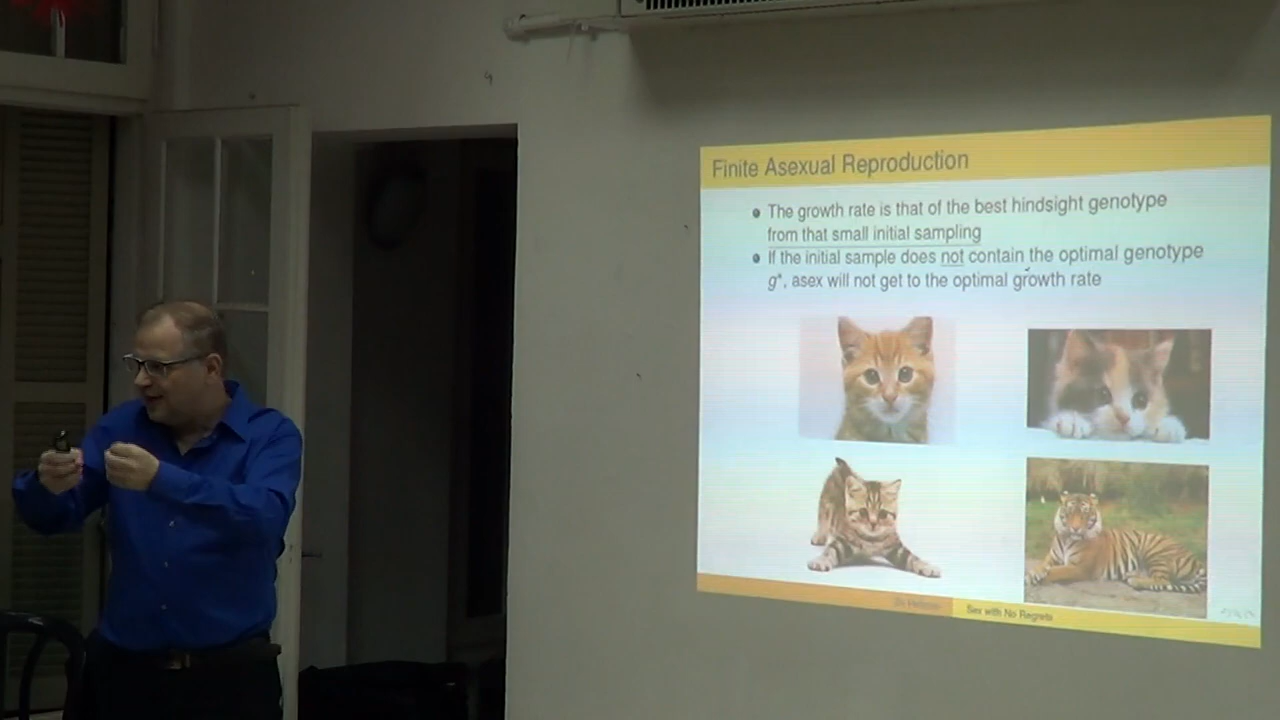 Finite Asexual Reproduction
The growth rate is that of the best hindsight genotype
from that small initial sampling
If the initial sample does not contain the optimal genotype
g*, asex will not get to the optimal growth rate
Sex with No Regrets